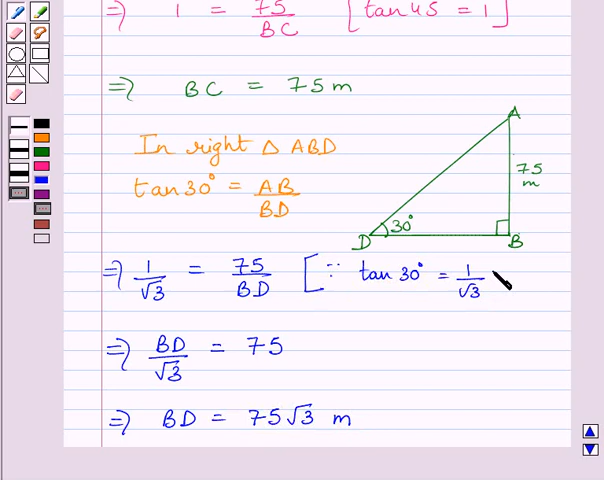 ⇒ 1 = 75/BC [tan 45 = 1]
⇒ BC = 75 m
In right △ ABD
tan 30° = AB/BD
A
75
m
D 30° B
⇒ 1/√3 = 75/BD [∵ tan 30° = 1/√3
⇒ BD/√3 = 75
⇒ BD = 75√3 m